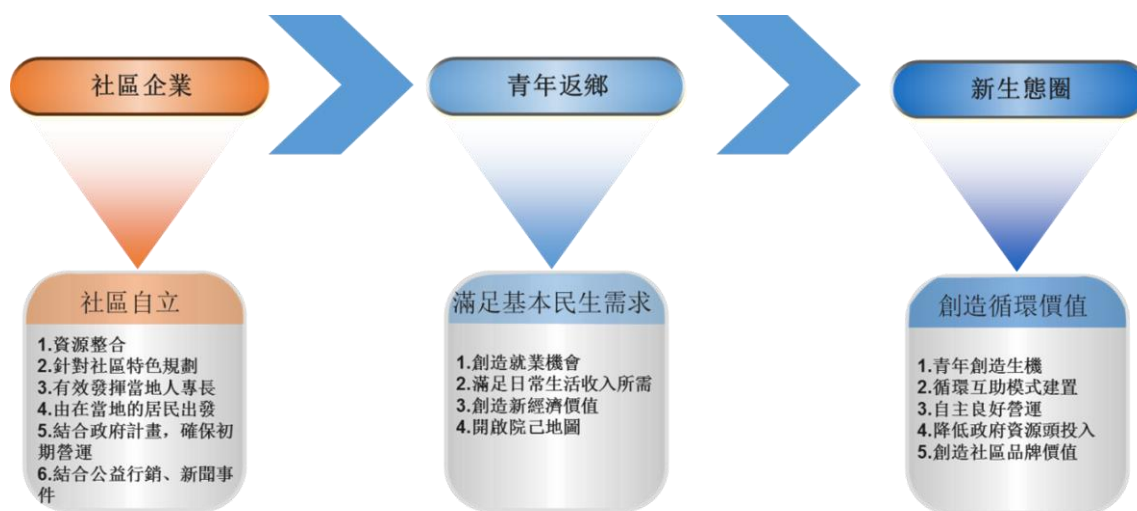 社區企業
青年返鄉
新生態圈
社區自立
1.資源整合
2.針對社區特色規劃
3.有效發揮當地人專長
4.由在當地的居民出發
5.結合政府計畫，確保初
期營運
6.結合公益行銷、新聞事
件
滿足基本民生需求
1.創造就業機會
2.滿足日常生活收入所需
3.創造新經濟價值
4.開啟院己地圖
創造循環價值
1.青年創造生機
2.循環互助模式建置
3.自主良好營運
4.降低政府資源頭投入
5.創造社區品牌價值